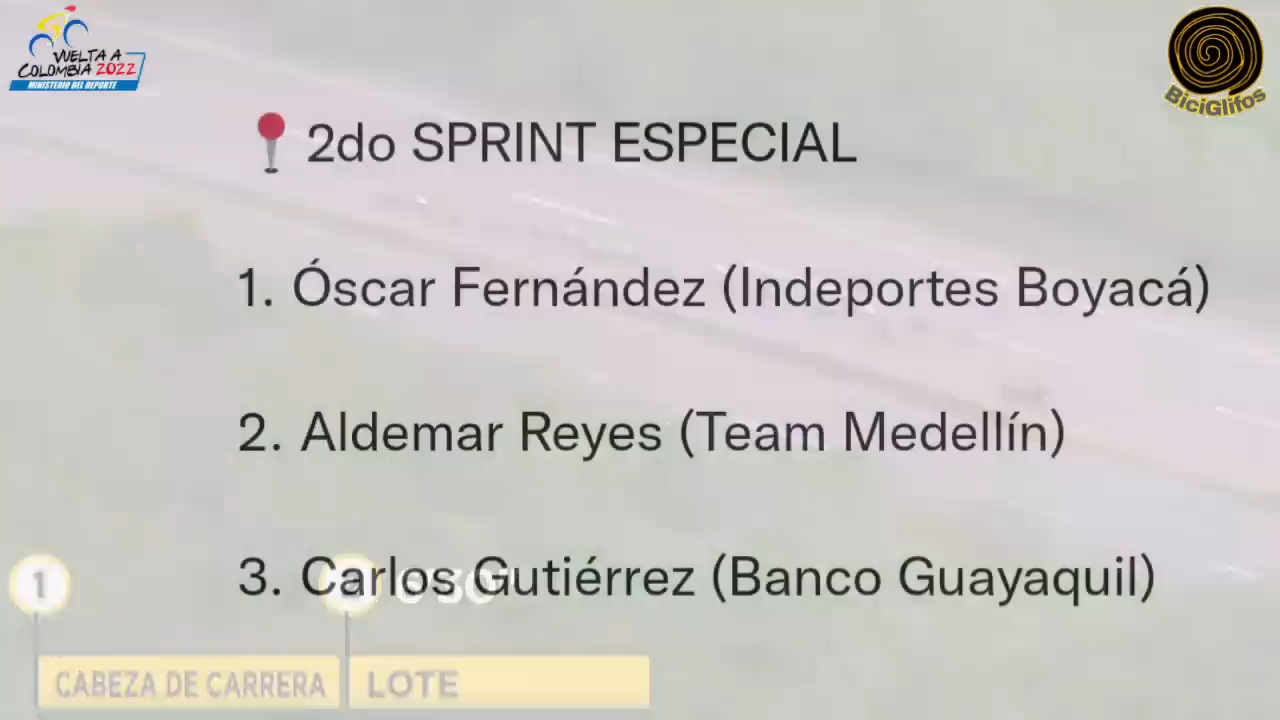 VUELTA A
COLOMBIA 2022
MINISTERIO DEL DEPORTE
BiciGlifos
2do SPRINT ESPECIAL
1. Óscar Fernández (Indeportes Boyacá)
2. Aldemar Reyes (Team Medellín)
3. Carlos Gutiérrez (Banco Guayaquil)
1
CABEZA DE CARRERA
LOTE